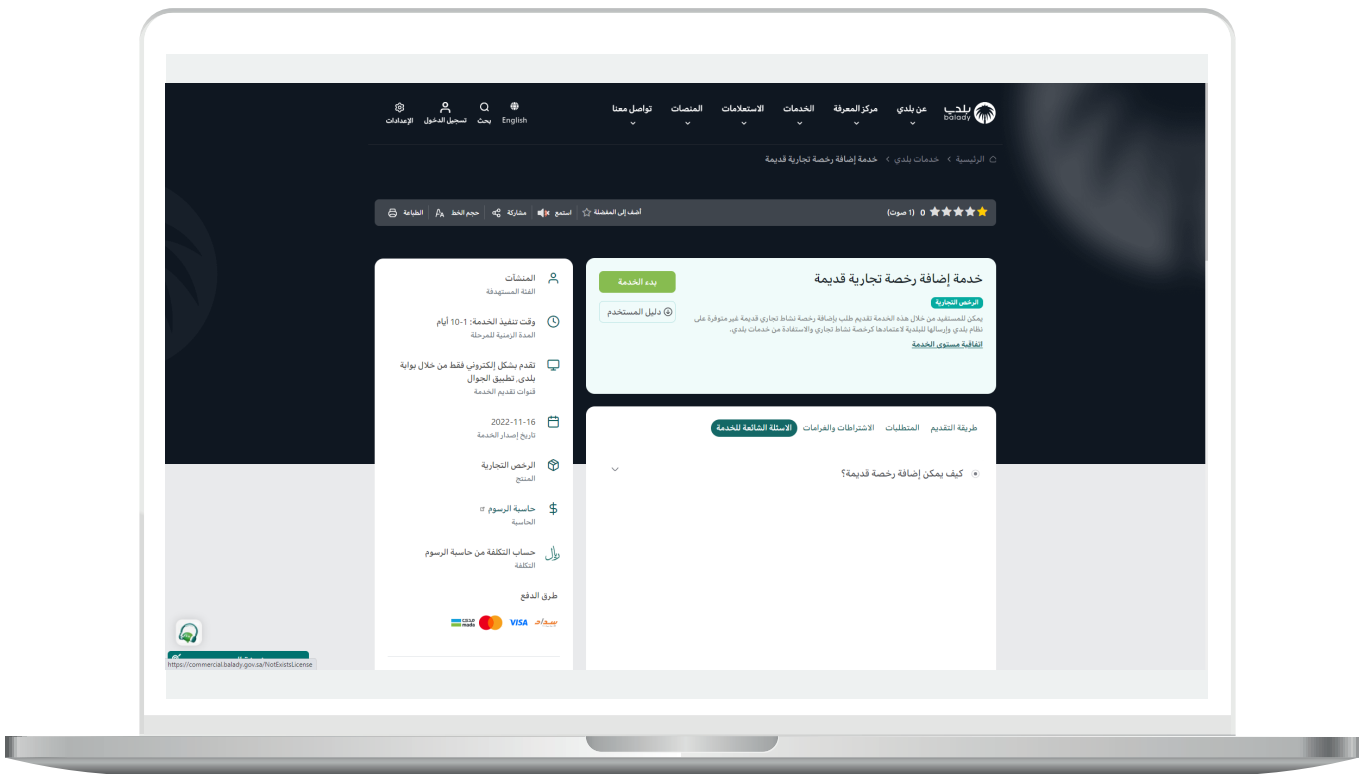 بلدي
balady
عن بلدي
مركز المعرفة
الخدمات
الاستعلامات
المنصات
تواصل معنا
English
بحث
تسجيل الدخول
الإعدادات
الرئيسية > خدمات بلدي > خدمة إضافة رخصة تجارية قديمة
0 (1 صوت)
أضف إلى المفضلة
استمع
مشاركة
حجم الخط
الطباعة
خدمة إضافة رخصة تجارية قديمة
الرخص التجارية
يمكن للمستفيد من خلال هذه الخدمة تقديم طلب بإضافة رخصة نشاط تجاري قديمة غير متوفرة على
نظام بلدي وإرسالها للبلدية لاعتمادها كرخصة نشاط تجاري والاستفادة من خدمات بلدي.
اتفاقية مستوى الخدمة
بدء الخدمة
دليل المستخدم
طريقة التقديم
المتطلبات
الاشتراطات والغرامات
الاسئلة الشائعة للخدمة
كيف يمكن إضافة رخصة قديمة؟
المنشآت
الفئة المستهدفة
وقت تنفيذ الخدمة: 1-10 أيام
المدة الزمنية للمرحلة
تقدم بشكل إلكتروني فقط من خلال بوابة
بلدي, تطبيق الجوال
قنوات تقديم الخدمة
2022-11-16
تاريخ إصدار الخدمة
الرخص التجارية
المنتج
حاسبة الرسوم
الحاسبة
ريال
حساب التكلفة من حاسبة الرسوم
التكلفة
طرق الدفع
سداد
VISA
مدى
mada
https://commercial.balady.gov.sa/NotExistsLicense